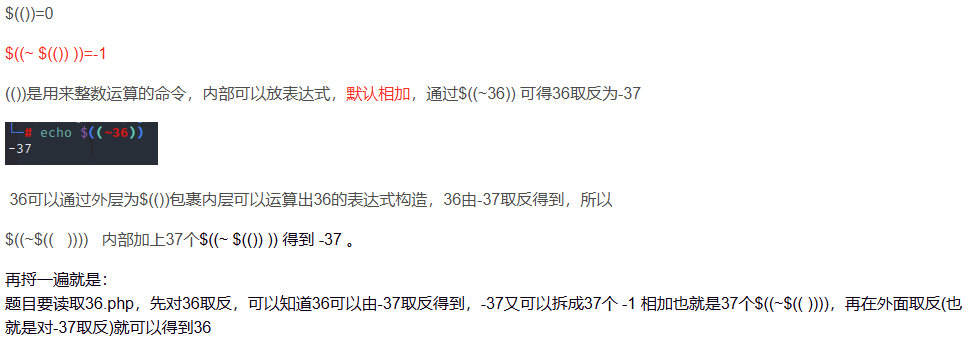 $(())=0
$((~ $(()) ))=-1
(())是用来整数运算的命令，内部可以放表达式，默认相加，通过$((~36)) 可得36取反为-37
└─# echo $((~36))
-37
36可以通过外层为$(())包裹内层可以运算出36的表达式构造，36由-37取反得到，所以
$((~$((   ))))   内部加上37个$((~ $(()) )) 得到 -37 。
再捋一遍就是：
题目要读取36.php，先对36取反，可以知道36可以由-37取反得到，-37又可以拆成37个 -1 相加也就是37个$((~$(( ))))，再在外面取反(也
就是对-37取反)就可以得到36